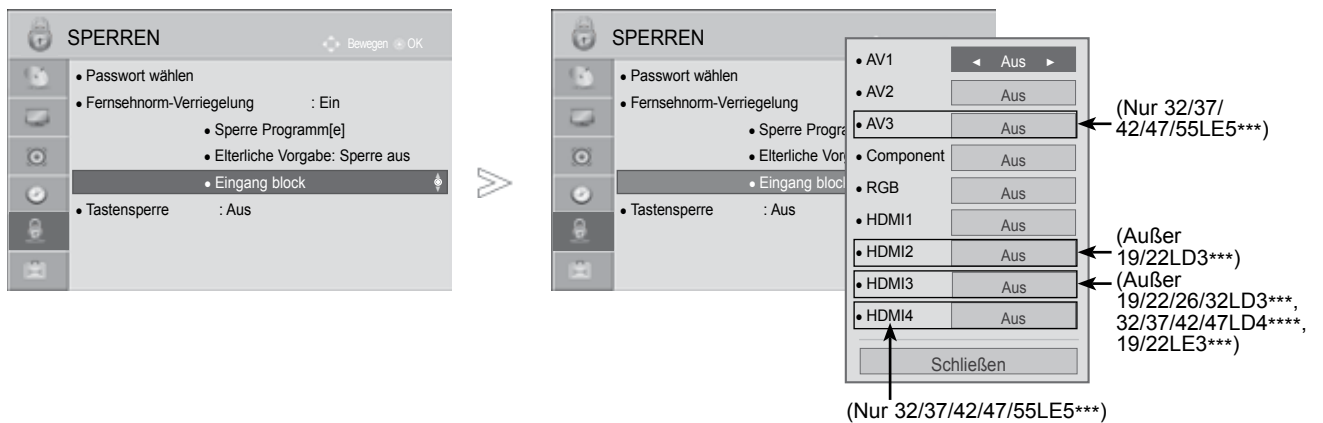 SPERREN
Bewegen OK
• Passwort wählen
• Fernsehnorm-Verriegelung : Ein
• Sperre Programm[e]
• Elterliche Vorgabe: Sperre aus
• Eingang block
• Tastensperre : Aus
SPERREN
• Passwort wählen
• Fernsehnorm-Verriegelung
• Sperre Progra
• Elterliche Vor
• Eingang block
• Tastensperre : Aus
• AV1 ◄ Aus ►
• AV2 Aus
• AV3 Aus
• Component Aus
• RGB Aus
• HDMI1 Aus
• HDMI2 Aus
• HDMI3 Aus
• HDMI4 Aus
Schließen
(Nur 32/37/
42/47/55LE5***)
(Außer
19/22LD3***)
(Außer
19/22/26/32LD3***,
32/37/42/47LD4****,
19/22LE3***)
(Nur 32/37/42/47/55LE5***)